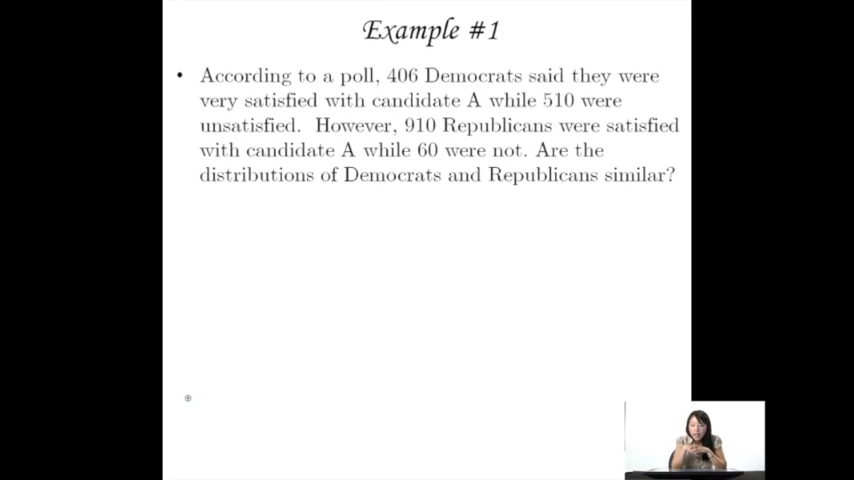 Example #1
• According to a poll, 406 Democrats said they were
very satisfied with candidate A while 510 were
unsatisfied. However, 910 Republicans were satisfied
with candidate A while 60 were not. Are the
distributions of Democrats and Republicans similar?